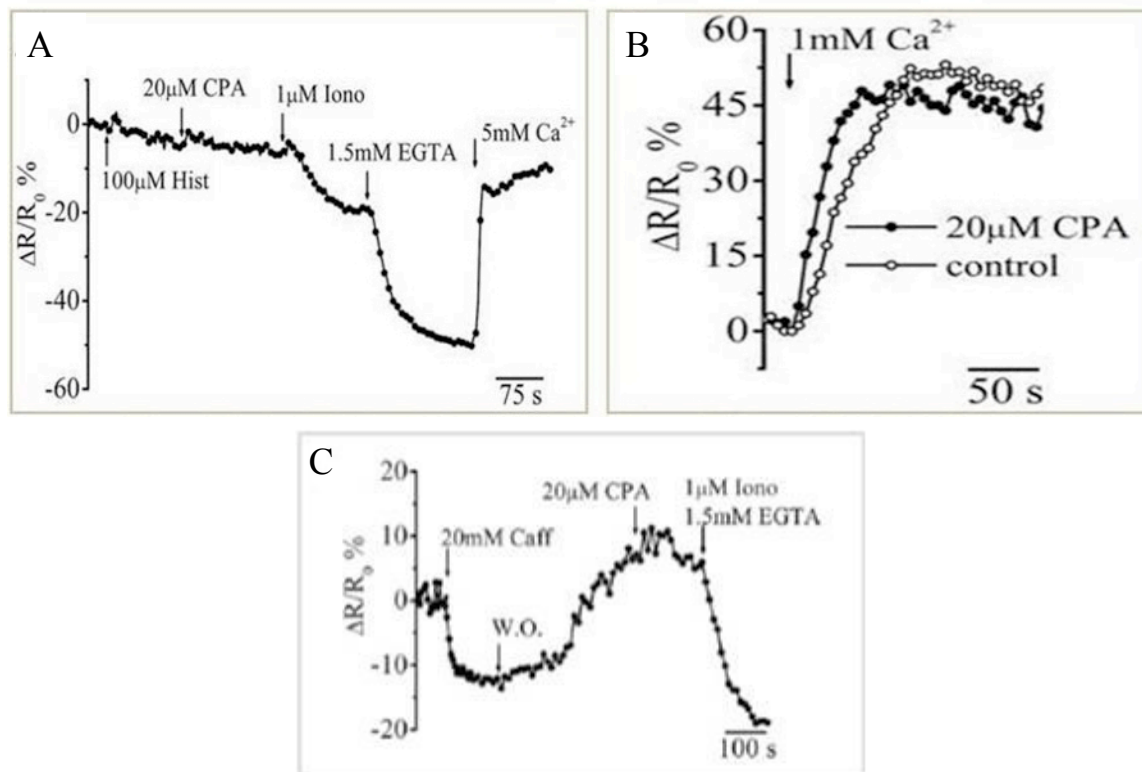 A
20μM CPA
1μM Iono
1.5mM EGTA
5mM Ca²⁺
100μM Hist
0
-20
-40
-60
ΔR/R₀ %
75 s
B
60
45
30
15
0
ΔR/R₀ %
1mM Ca²⁺
20μM CPA
control
50 s
C
20
10
0
-10
-20
ΔR/R₀ %
20mM Caff
W.O.
20μM CPA
1μM Iono
1.5mM EGTA
100 s